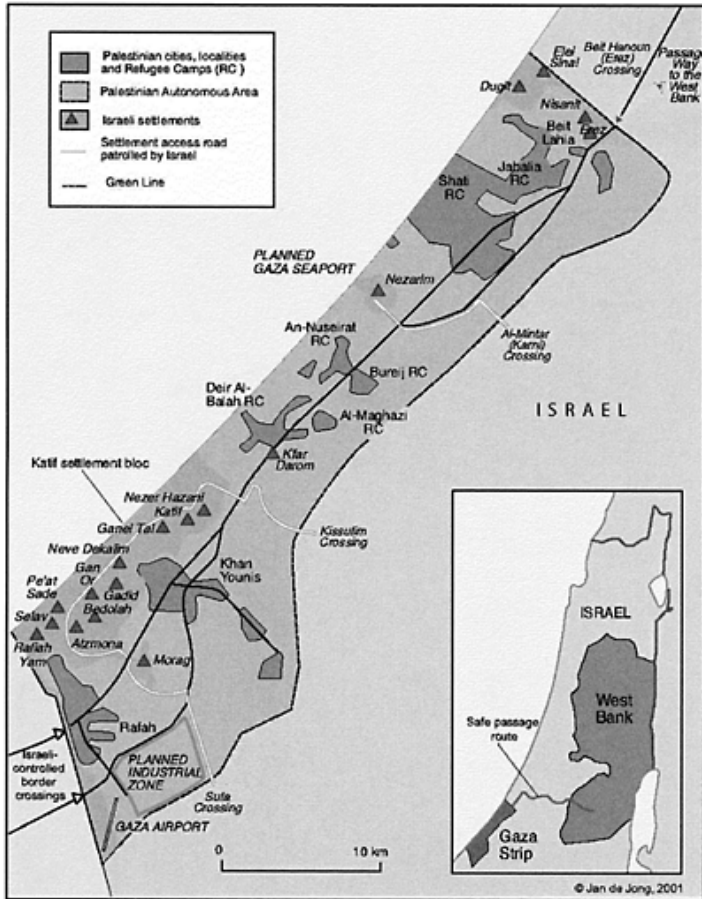 Palestinian cities, localities
and Refugee Camps (RC)
Palestinian Autonomous Area
Israeli settlements
Settlement access road
patrolled by Israel
Green Line
Elei
Sinai
Beit Hanoun
(Erez)
Crossing
Passage
Way
to the
West
Bank
Dugit
Nisanit
Beit
Lahia
Erez
Jabalia
RC
Shati
RC
PLANNED
GAZA SEAPORT
Nezarim
An-Nuseirat
RC
Al-Mintar
(Karni)
Crossing
Bureij RC
Deir Al-
Balah RC
Al-Maghazi
RC
ISRAEL
Kfar
Darom
Katif settlement bloc
Nezer Hazani
Katif
Ganei Tal
Kissufim
Crossing
Neve Dekalim
Gan
Or
Khan
Younis
Pe'at
Sade
Gadid
Bedolah
Selav
Atzmona
Rafiah
Yam
Morag
Rafah
Israeli-
controlled
border
crossings
PLANNED
INDUSTRIAL
ZONE
Sufa
Crossing
GAZA AIRPORT
0
10 km
ISRAEL
West
Bank
Safe passage
route
Gaza
Strip
© Jan de Jong, 2001